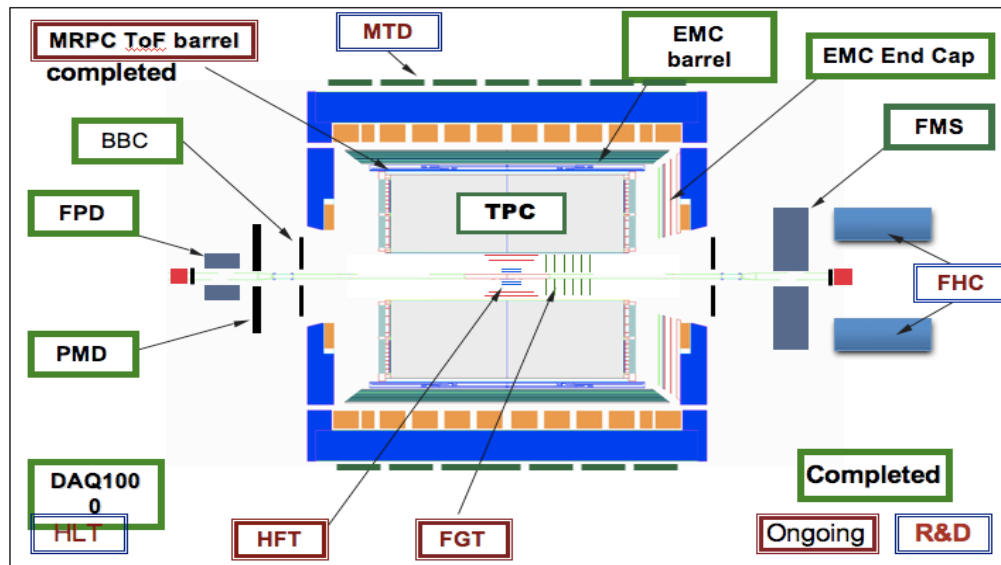 MRPC ToF barrel
completed
MTD
EMC
barrel
EMC End Cap
BBC
FMS
FPD
TPC
FHC
PMD
DAQ100
0
HLT
HFT
FGT
Completed
Ongoing
R&D